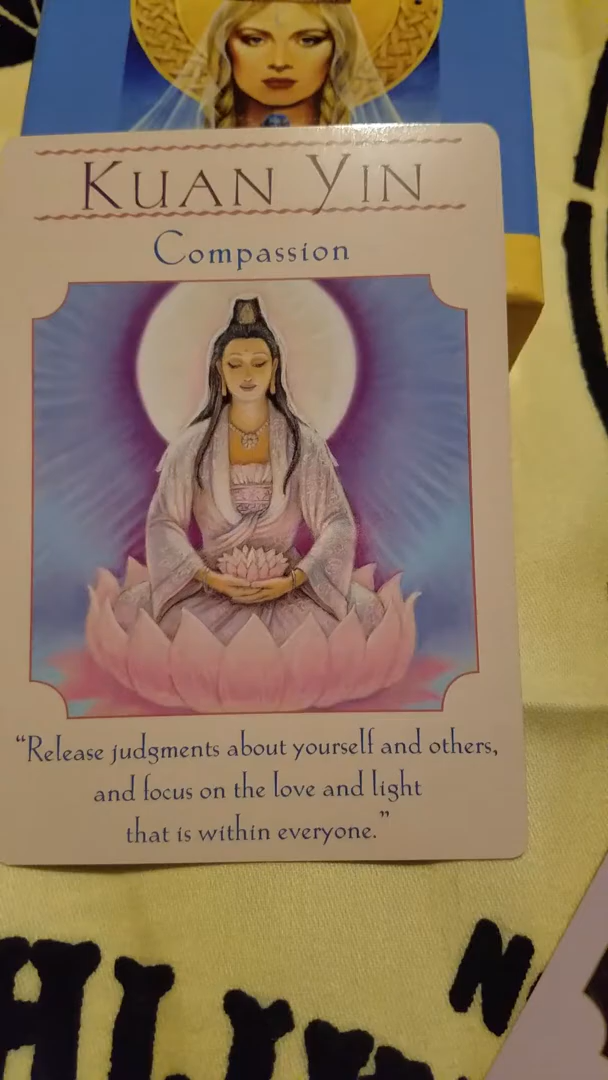 KUAN YIN
Compassion
“Release judgments about yourself and others,
and focus on the love and light
that is within everyone.”